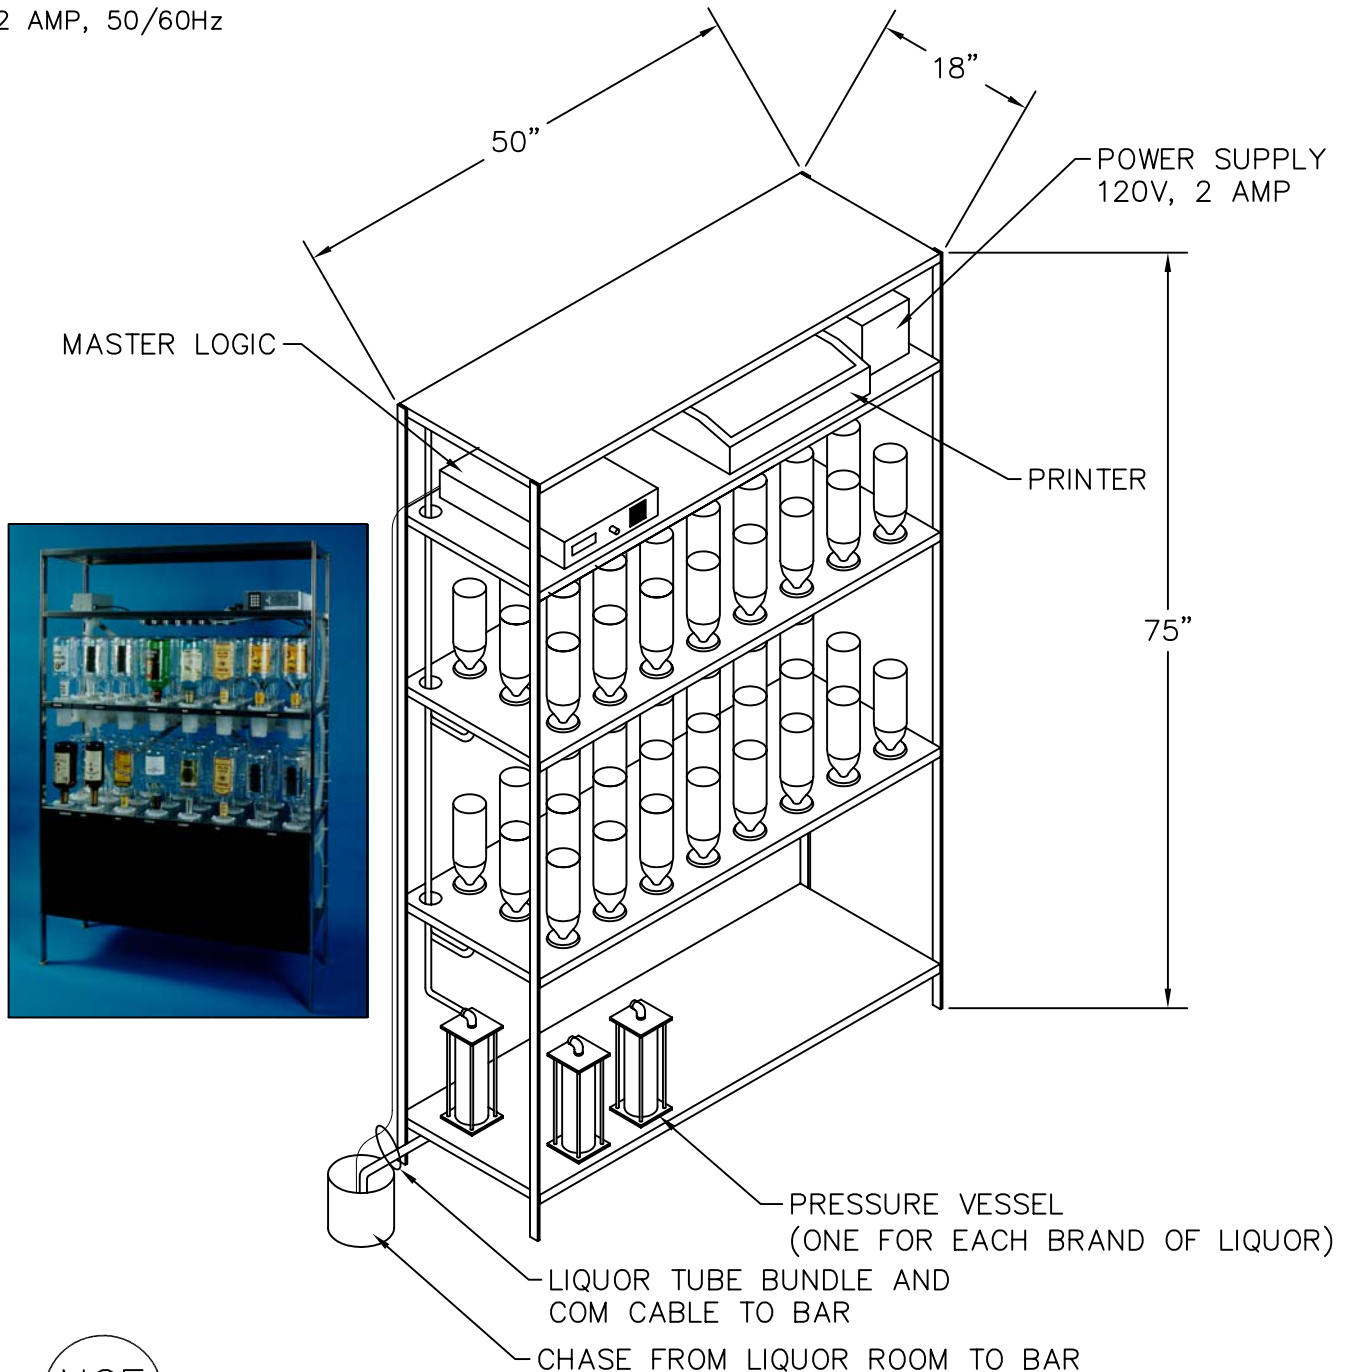 2 AMP, 50/60Hz
18"
50"
POWER SUPPLY
120V, 2 AMP
MASTER LOGIC
PRINTER
75"
PRESSURE VESSEL
(ONE FOR EACH BRAND OF LIQUOR)
LIQUOR TUBE BUNDLE AND
COM CABLE TO BAR
CHASE FROM LIQUOR ROOM TO BAR